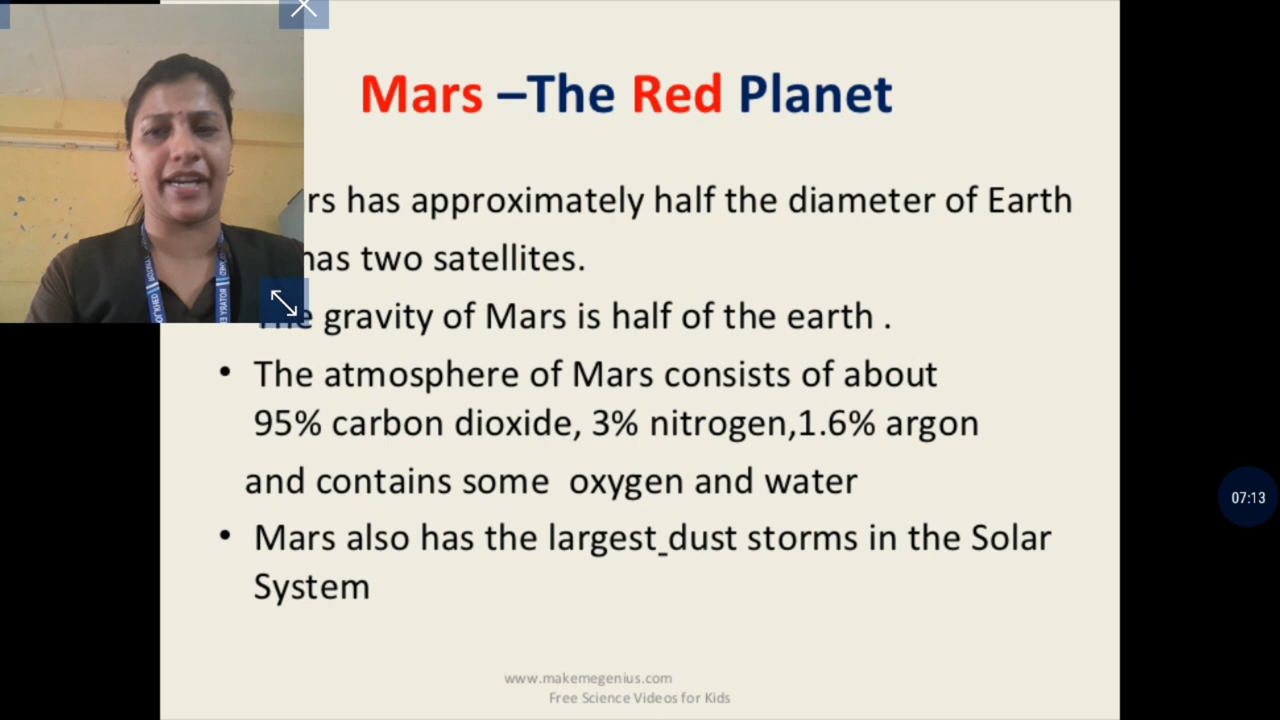 Mars –The Red Planet
has approximately half the diameter of Earth
has two satellites.
gravity of Mars is half of the earth .
• The atmosphere of Mars consists of about
95% carbon dioxide, 3% nitrogen,1.6% argon
and contains some oxygen and water
• Mars also has the largest dust storms in the Solar
System
07:13
www.makemegenius.com
Free Science Videos for Kids